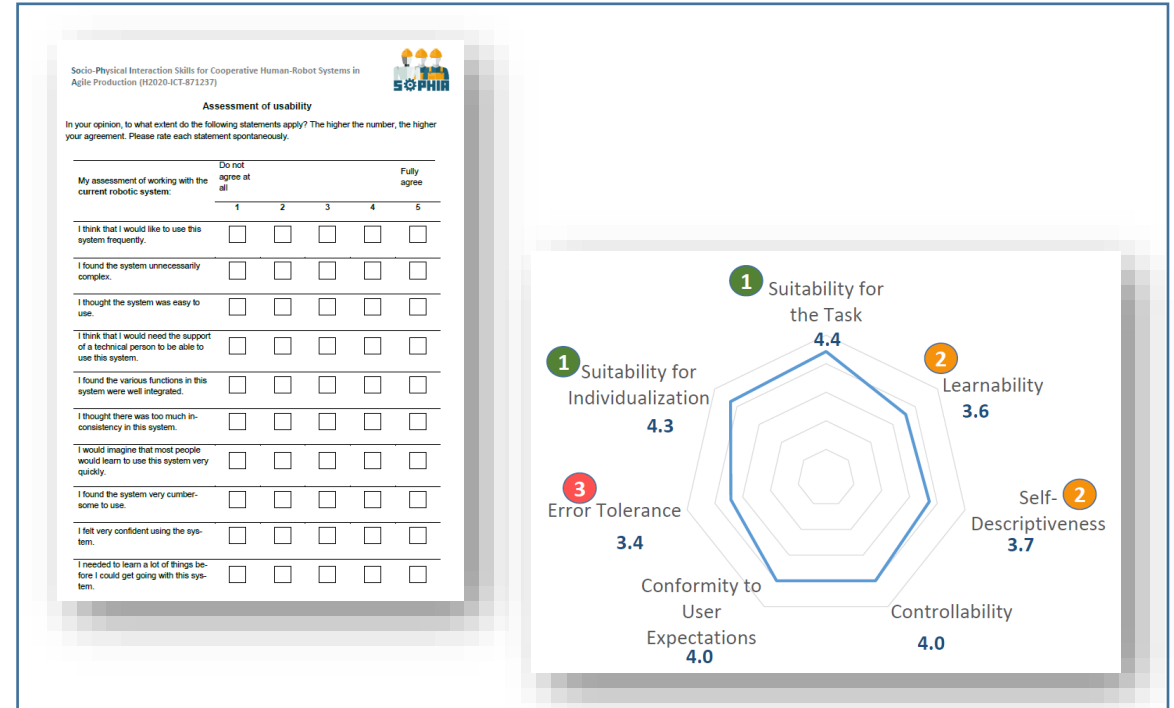 Socio-Physical Interaction Skills for Cooperative Human-Robot Systems in
Agile Production (H2020-ICT-871237)
SOPHIA
Assessment of usability
In your opinion, to what extent do the following statements apply? The higher the number, the higher
your agreement. Please rate each statement spontaneously.
My assessment of working with the
current robotic system:
Do not
agree at
all
Fully
agree
1 2 3 4 5
I think that I would like to use this
system frequently.
I found the system unnecessarily
complex.
I thought the system was easy to
use.
I think that I would need the support
of a technical person to be able to
use this system.
I found the various functions in this
system were well integrated.
I thought there was too much in-
consistency in this system.
I would imagine that most people
would learn to use this system very
quickly.
I found the system very cumber-
some to use.
I felt very confident using the sys-
tem.
I needed to learn a lot of things be-
fore I could get going with this sys-
tem.
1
Suitability for
the Task
4.4
2
Learnability
3.6
Self-
2
Descriptiveness
3.7
Controllability
4.0
Conformity to
User
Expectations
4.0
3
Error Tolerance
3.4
1
Suitability for
Individualization
4.3